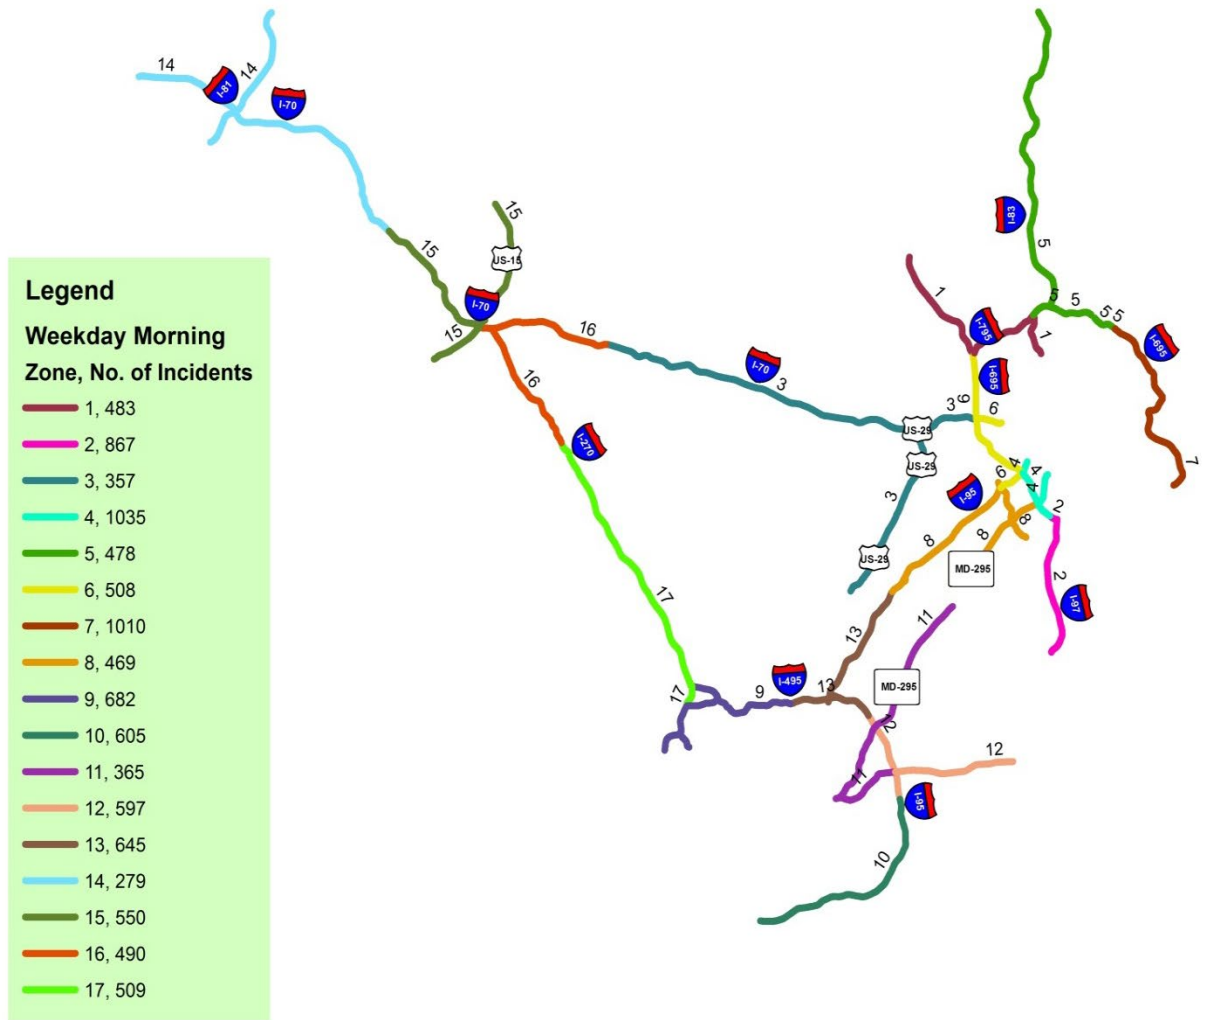 14
14
I-81
I-70
15
15
US-15
I-70
15
16
16
I-270
I-83
5
1
I-795
5
5
5
5
1
I-695
I-70
3
I-695
6
3
6
US-29
US-29
7
I-95
6
4
4
4
3
8
8
8
2
US-29
MD-295
2
I-97
17
11
13
I-495
MD-295
17
9
13
12
12
11
I-95
10
Legend
Weekday Morning
Zone, No. of Incidents
1, 483
2, 867
3, 357
4, 1035
5, 478
6, 508
7, 1010
8, 469
9, 682
10, 605
11, 365
12, 597
13, 645
14, 279
15, 550
16, 490
17, 509